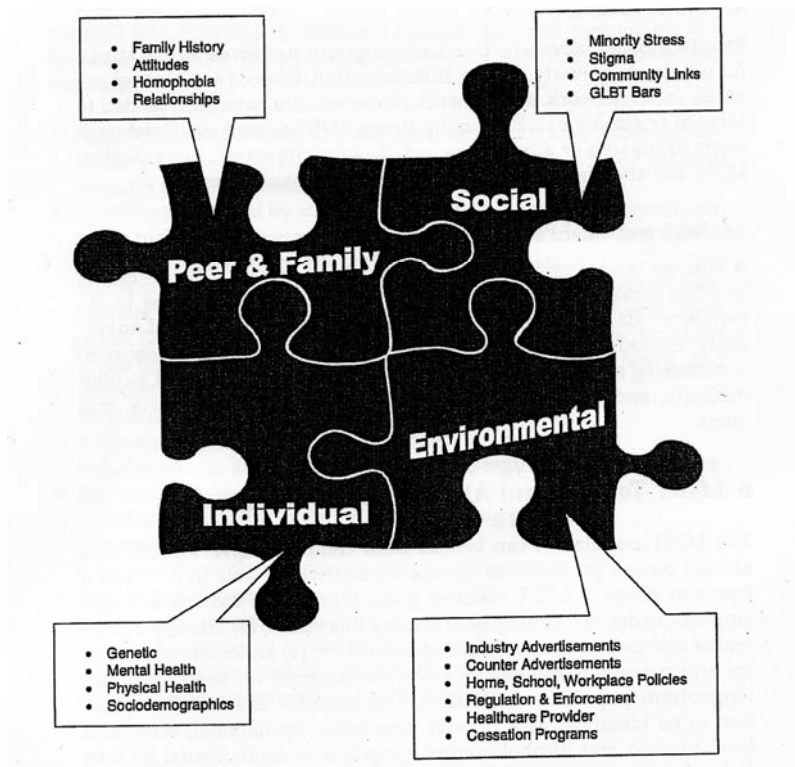 • Family History
• Attitudes
• Homophobia
• Relationships
• Minority Stress
• Stigma
• Community Links
• GLBT Bars
Social
Peer & Family
Environmental
Individual
• Genetic
• Mental Health
• Physical Health
• Sociodemographics
• Industry Advertisements
• Counter Advertisements
• Home, School, Workplace Policies
• Regulation & Enforcement
• Healthcare Provider
• Cessation Programs